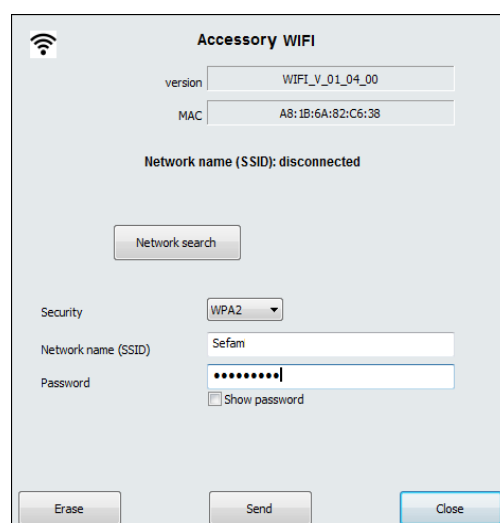 Accessory WIFI
version WIFI_V_01_04_00
MAC A8:1B:6A:82:C6:38
Network name (SSID): disconnected
Network search
Security WPA2
Network name (SSID) Sefam
Password •••••••••
Show password
Erase Send Close